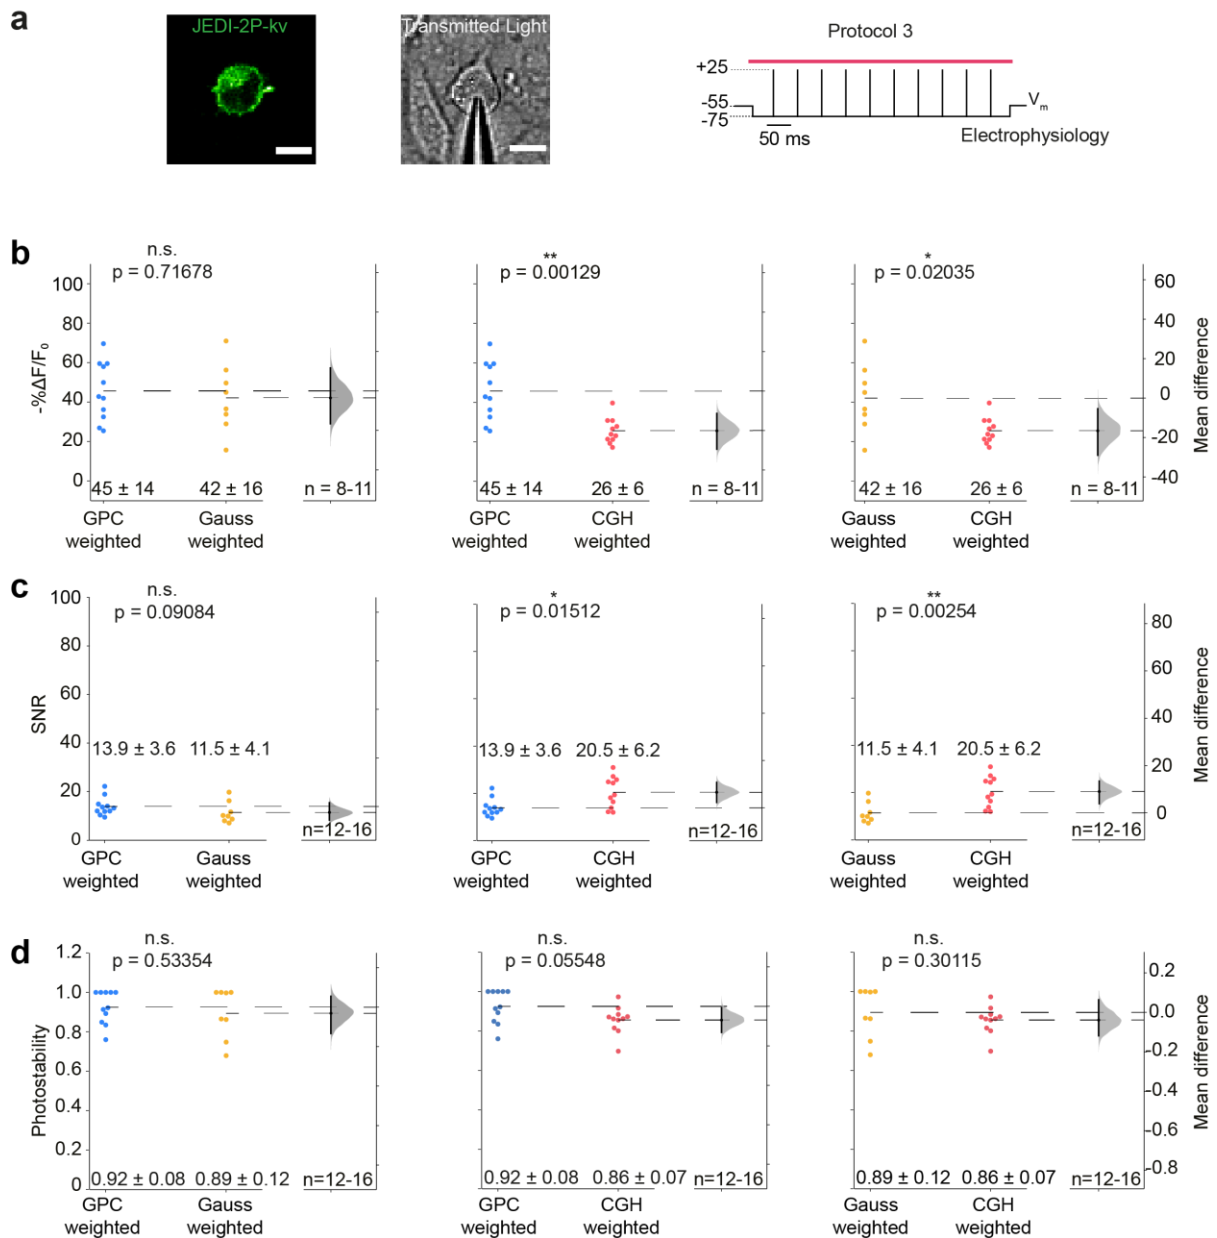 a
JEDI-2P-kv
Transmitted Light
Protocol 3
+25
-55
-75
Vm
50 ms
Electrophysiology
b
n.s.
p = 0.71678
**
p = 0.00129
*
p = 0.02035
-%ΔF/F0
100
80
60
40
20
0
60
40
20
0
-20
-40
Mean difference
45 ± 14
42 ± 16
n = 8-11
45 ± 14
26 ± 6
n = 8-11
42 ± 16
26 ± 6
n = 8-11
GPC
weighted
Gauss
weighted
GPC
weighted
CGH
weighted
Gauss
weighted
CGH
weighted
c
n.s.
p = 0.09084
*
p = 0.01512
**
p = 0.00254
SNR
100
80
60
40
20
0
80
60
40
20
0
Mean difference
13.9 ± 3.6
11.5 ± 4.1
13.9 ± 3.6
20.5 ± 6.2
11.5 ± 4.1
20.5 ± 6.2
n=12-16
n=12-16
n=12-16
GPC
weighted
Gauss
weighted
GPC
weighted
CGH
weighted
Gauss
weighted
CGH
weighted
d
n.s.
p = 0.53354
n.s.
p = 0.05548
n.s.
p = 0.30115
Photostability
1.2
1.0
0.8
0.6
0.4
0.2
0
0.2
0.0
-0.2
-0.4
-0.6
-0.8
Mean difference
0.92 ± 0.08
0.89 ± 0.12
n=12-16
0.92 ± 0.08
0.86 ± 0.07
n=12-16
0.89 ± 0.12
0.86 ± 0.07
n=12-16
GPC
weighted
Gauss
weighted
GPC
weighted
CGH
weighted
Gauss
weighted
CGH
weighted